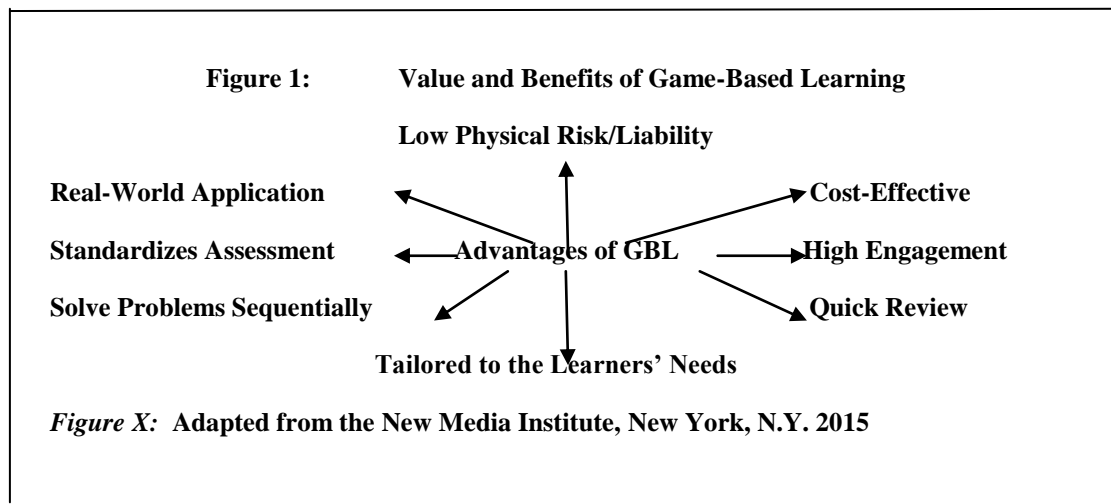 Figure 1: Value and Benefits of Game-Based Learning
Low Physical Risk/Liability
Real-World Application Cost-Effective
Standardizes Assessment Advantages of GBL High Engagement
Solve Problems Sequentially Quick Review
Tailored to the Learners’ Needs
Figure X: Adapted from the New Media Institute, New York, N.Y. 2015